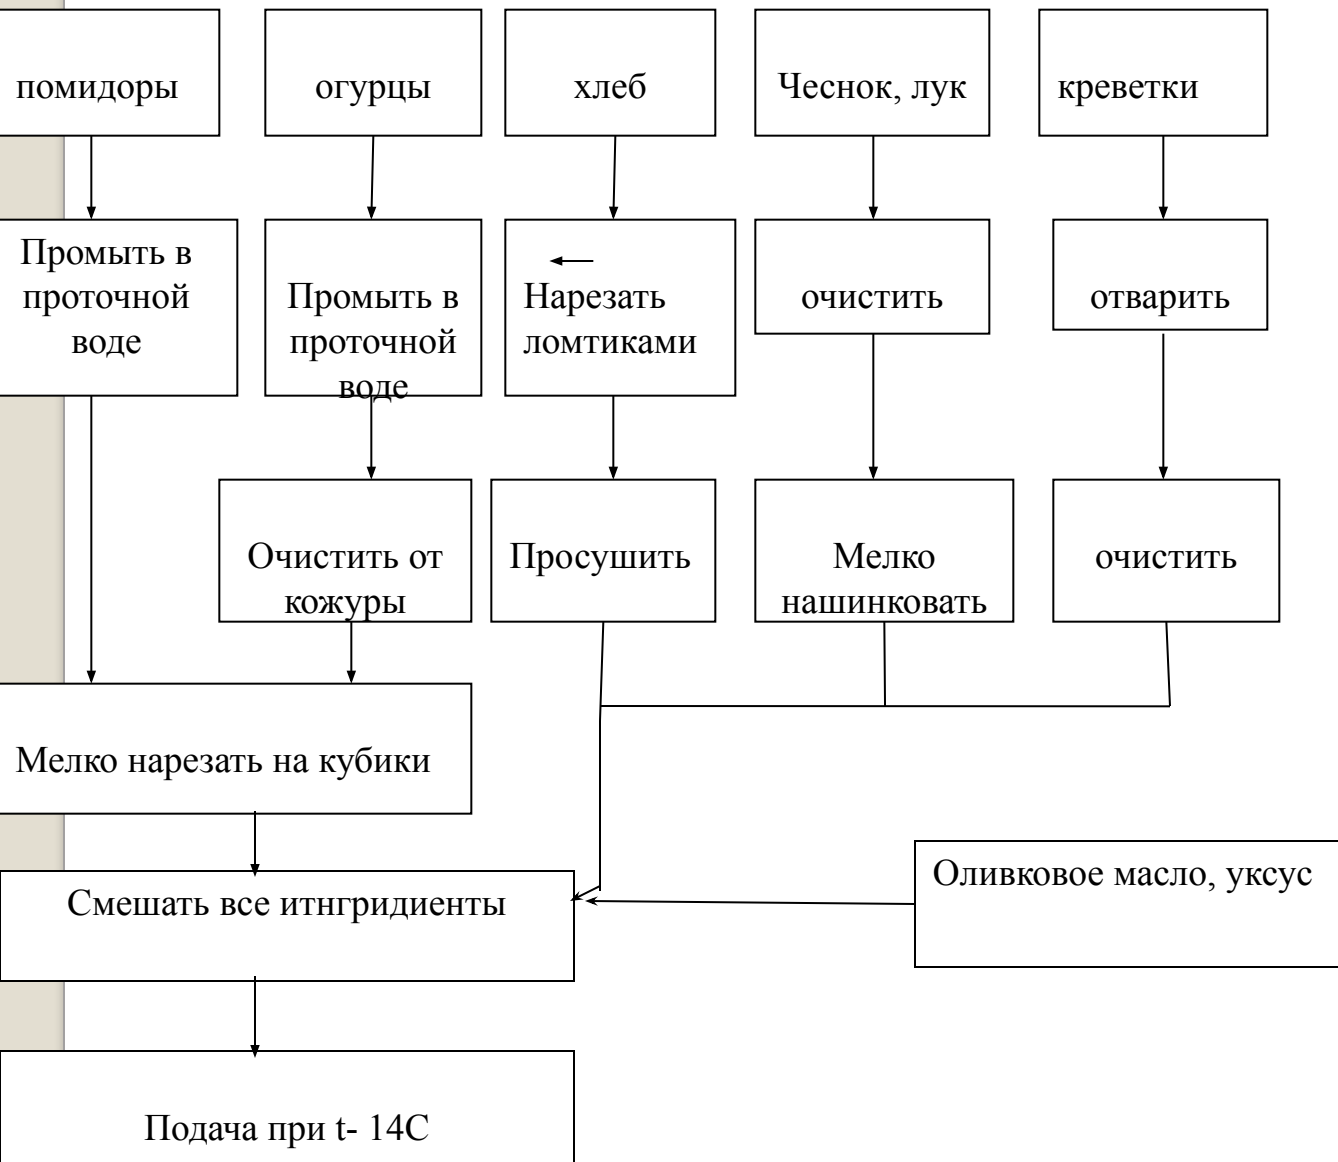 помидоры
огурцы
хлеб
Чеснок, лук
креветки
Промыть в
проточной
воде
Промыть в
проточной
воде
Нарезать
ломтиками
очистить
отварить
Очистить от
кожуры
Просушить
Мелко
нашинковать
очистить
Мелко нарезать на кубики
Оливковое масло, уксус
Смешать все итнгридиенты
Подача при t- 14С